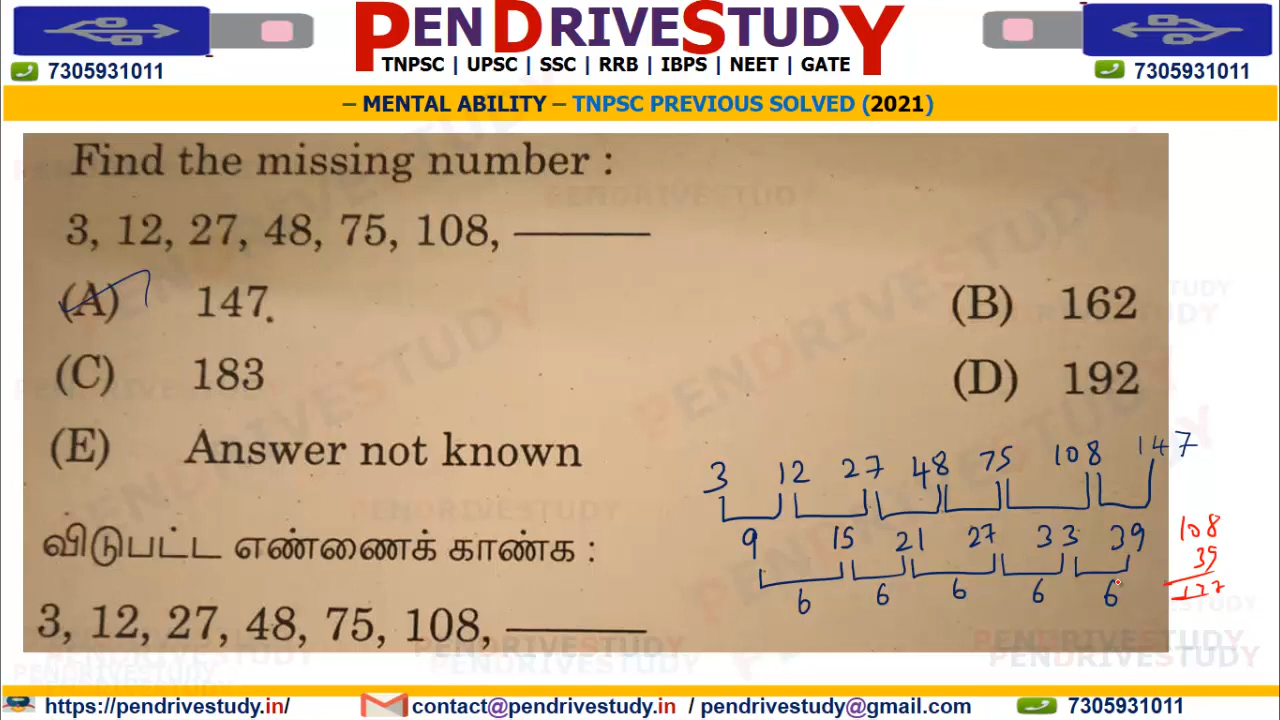 PENDRIVESTUDY
TNPSC | UPSC | SSC | RRB | IBPS | NEET | GATE
7305931011
7305931011
– MENTAL ABILITY – TNPSC PREVIOUS SOLVED (2021)
Find the missing number :
3, 12, 27, 48, 75, 108,
(A) 147
(B) 162
(C) 183
(D) 192
(E) Answer not known
3 12 27 48 75 108 147
9 15 21 27 33 39
6 6 6 6 6
108
39
விடுபட்ட எண்ணைக் காண்க :
3, 12, 27, 48, 75, 108,
https://pendrivestudy.in/
contact@pendrivestudy.in / pendrivestudy@gmail.com
7305931011